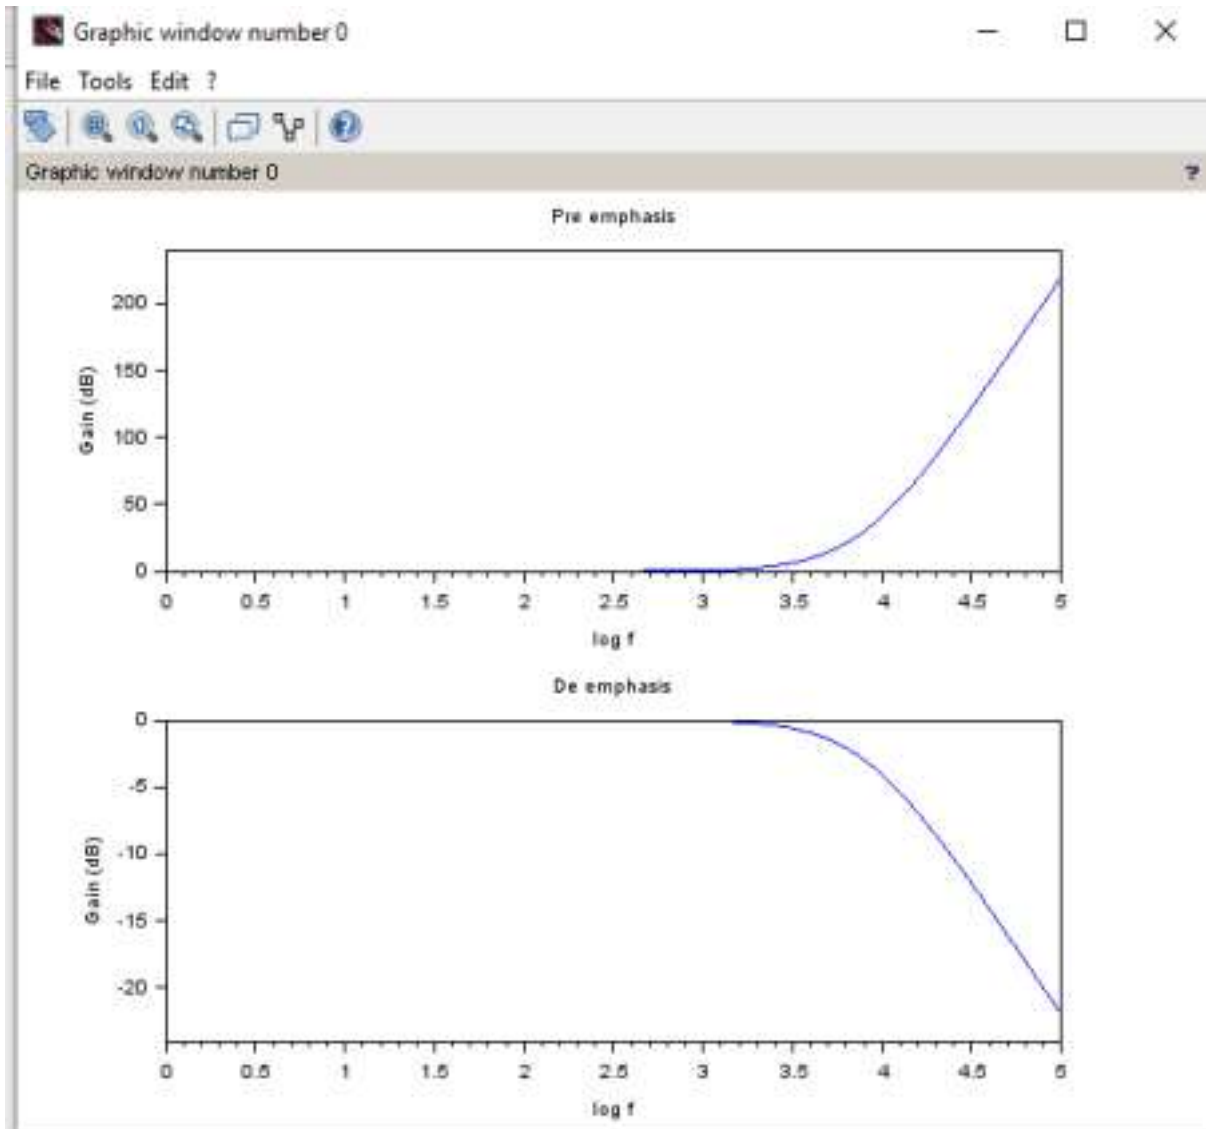 Graphic window number 0
File Tools Edit ?
Graphic window number 0 ?
Pre emphasis
Gain (dB)
200
150
100
50
0
0 0.5 1 1.5 2 2.5 3 3.5 4 4.5 5
log f
De emphasis
Gain (dB)
0
-5
-10
-15
-20
0 0.5 1 1.5 2 2.5 3 3.5 4 4.5 5
log f